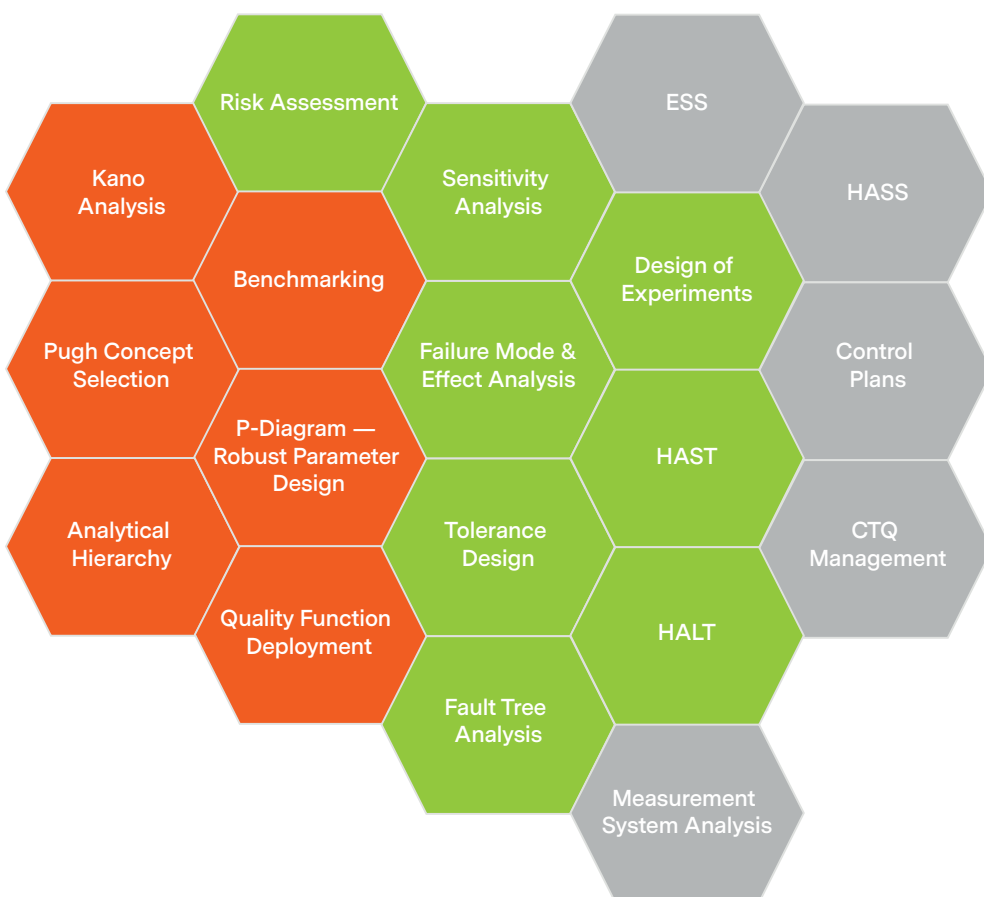 Risk Assessment
ESS
Kano
Analysis
Sensitivity
Analysis
HASS
Benchmarking
Design of
Experiments
Pugh Concept
Selection
Failure Mode &
Effect Analysis
Control
Plans
P-Diagram —
Robust Parameter
Design
HAST
Analytical
Hierarchy
Tolerance
Design
CTQ
Management
Quality Function
Deployment
HALT
Fault Tree
Analysis
Measurement
System Analysis